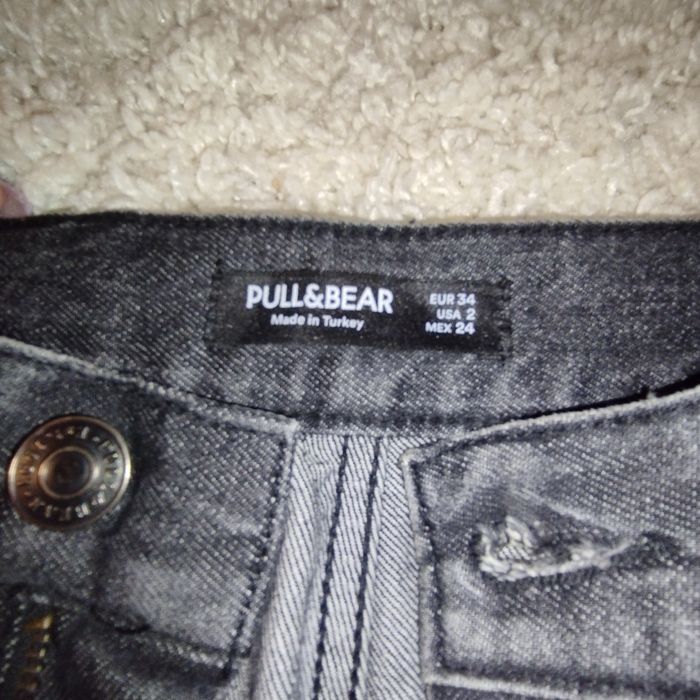 PULL&BEAR
Made in Turkey
EUR 34
USA 2
MEX 24